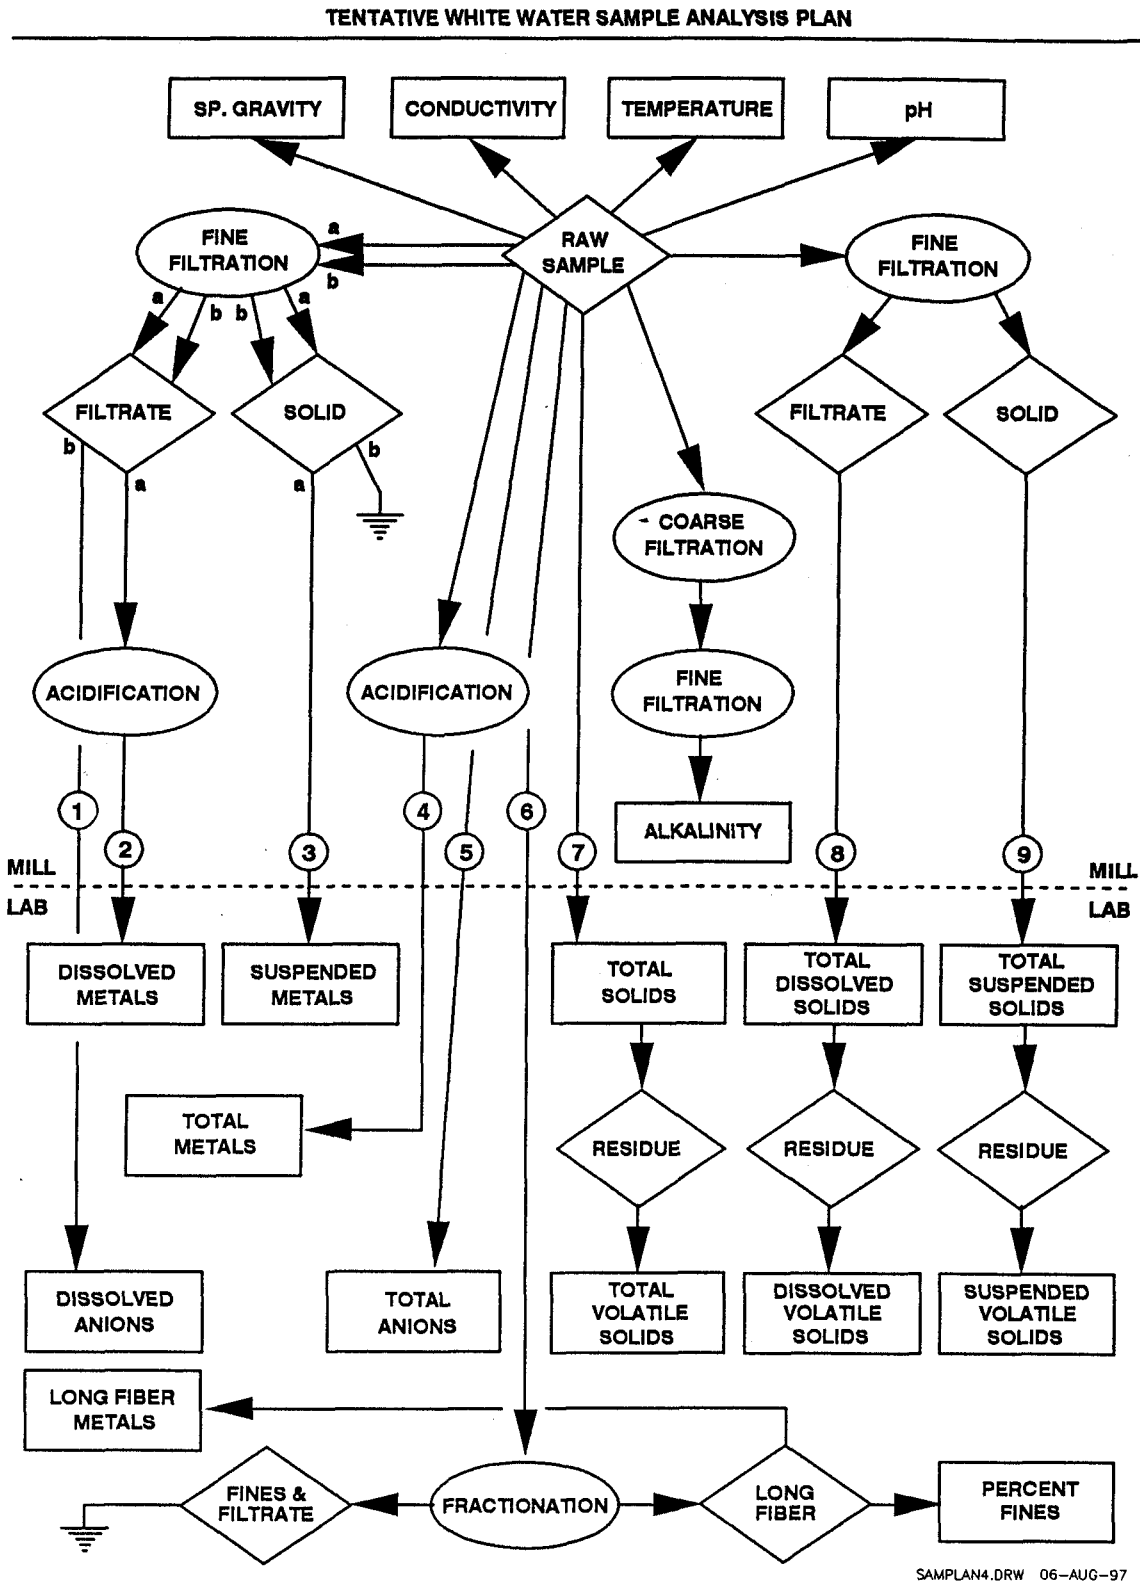 TENTATIVE WHITE WATER SAMPLE ANALYSIS PLAN
SP. GRAVITY
CONDUCTIVITY
TEMPERATURE
pH
FINE
FILTRATION
a
b
RAW
SAMPLE
FINE
FILTRATION
a
b
b
a
FILTRATE
SOLID
FILTRATE
SOLID
b
a
a
b
COARSE
FILTRATION
ACIDIFICATION
ACIDIFICATION
FINE
FILTRATION
ALKALINITY
1
2
3
4
5
6
7
8
9
MILL
MILL
LAB
LAB
DISSOLVED
METALS
SUSPENDED
METALS
TOTAL
SOLIDS
TOTAL
DISSOLVED
SOLIDS
TOTAL
SUSPENDED
SOLIDS
TOTAL
METALS
RESIDUE
RESIDUE
RESIDUE
DISSOLVED
ANIONS
TOTAL
ANIONS
TOTAL
VOLATILE
SOLIDS
DISSOLVED
VOLATILE
SOLIDS
SUSPENDED
VOLATILE
SOLIDS
LONG FIBER
METALS
FINES &
FILTRATE
FRACTIONATION
LONG
FIBER
PERCENT
FINES
SAMPLAN4.DRW 06-AUG-97